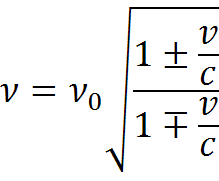 ν = ν₀ √((1 ± v/c)/(1 ∓ v/c))